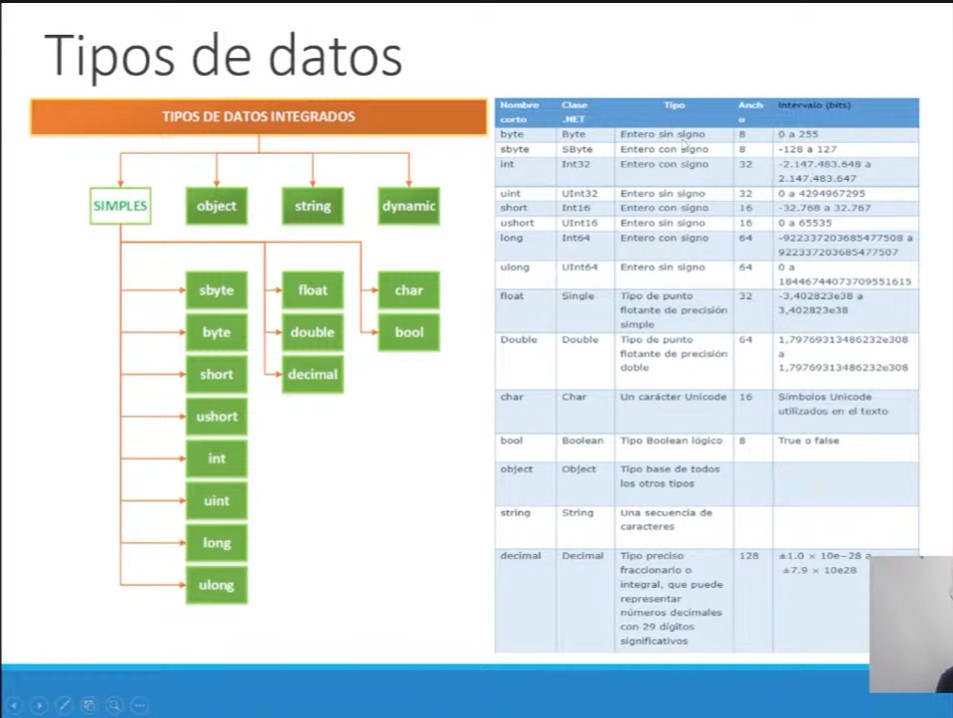 Tipos de datos
TIPOS DE DATOS INTEGRADOS
SIMPLES object string dynamic
sbyte float char
byte double bool
short decimal
ushort
int
uint
long
ulong
Nombre corto Clase .NET Tipo Ancho Intervalo (bits)
byte Byte Entero sin signo 8 0 a 255
sbyte SByte Entero con signo 8 -128 a 127
int Int32 Entero con signo 32 -2.147.483.648 a
2.147.483.647
uint UInt32 Entero sin signo 32 0 a 4294967295
short Int16 Entero con signo 16 -32.768 a 32.767
ushort UInt16 Entero sin signo 16 0 a 65535
long Int64 Entero con signo 64 -922337203685477508 a
922337203685477507
ulong UInt64 Entero sin signo 64 0 a
18446744073709551615
float Single Tipo de punto 32 -3,402823e38 a
flotante de precisión 3,402823e38
simple
Double Double Tipo de punto 64 1,79769313486232e308
flotante de precisión a
doble 1,79769313486232e308
char Char Un carácter Unicode 16 Símbolos Unicode
utilizados en el texto
bool Boolean Tipo Boolean lógico 8 True o false
object Object Tipo base de todos
los otros tipos
string String Una secuencia de
caracteres
decimal Decimal Tipo preciso 128 ±1.0 × 10e−28 a
fraccionario o ±7.9 × 10e28
integral, que puede
representar
números decimales
con 29 dígitos
significativos